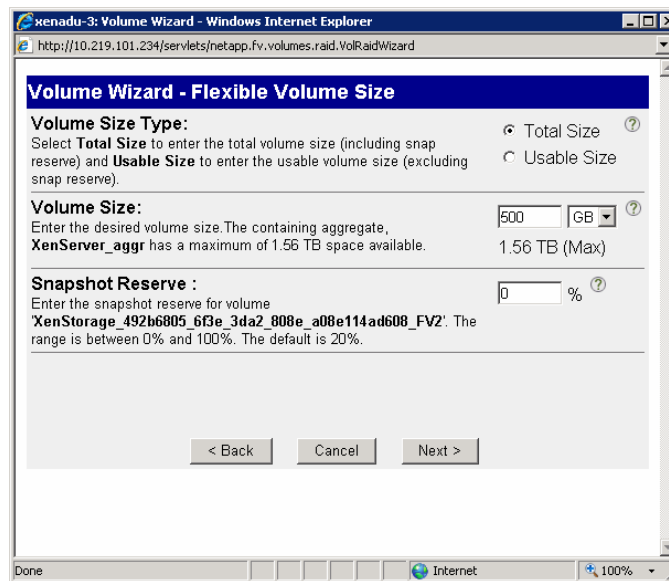 xenadu-3: Volume Wizard - Windows Internet Explorer
http://10.219.101.234/servlets/netapp.fv.volumes.raid.VolRaidWizard
Volume Wizard - Flexible Volume Size
Volume Size Type:
Select Total Size to enter the total volume size (including snap
reserve) and Usable Size to enter the usable volume size (excluding
snap reserve).
Total Size ?
Usable Size
Volume Size:
Enter the desired volume size.The containing aggregate,
XenServer_aggr has a maximum of 1.56 TB space available.
500 GB ?
1.56 TB (Max)
Snapshot Reserve :
Enter the snapshot reserve for volume
'XenStorage_492b6805_6f3e_3da2_808e_a08e114ad608_FV2'. The
range is between 0% and 100%. The default is 20%.
0 % ?
< Back Cancel Next >
Done Internet 100%